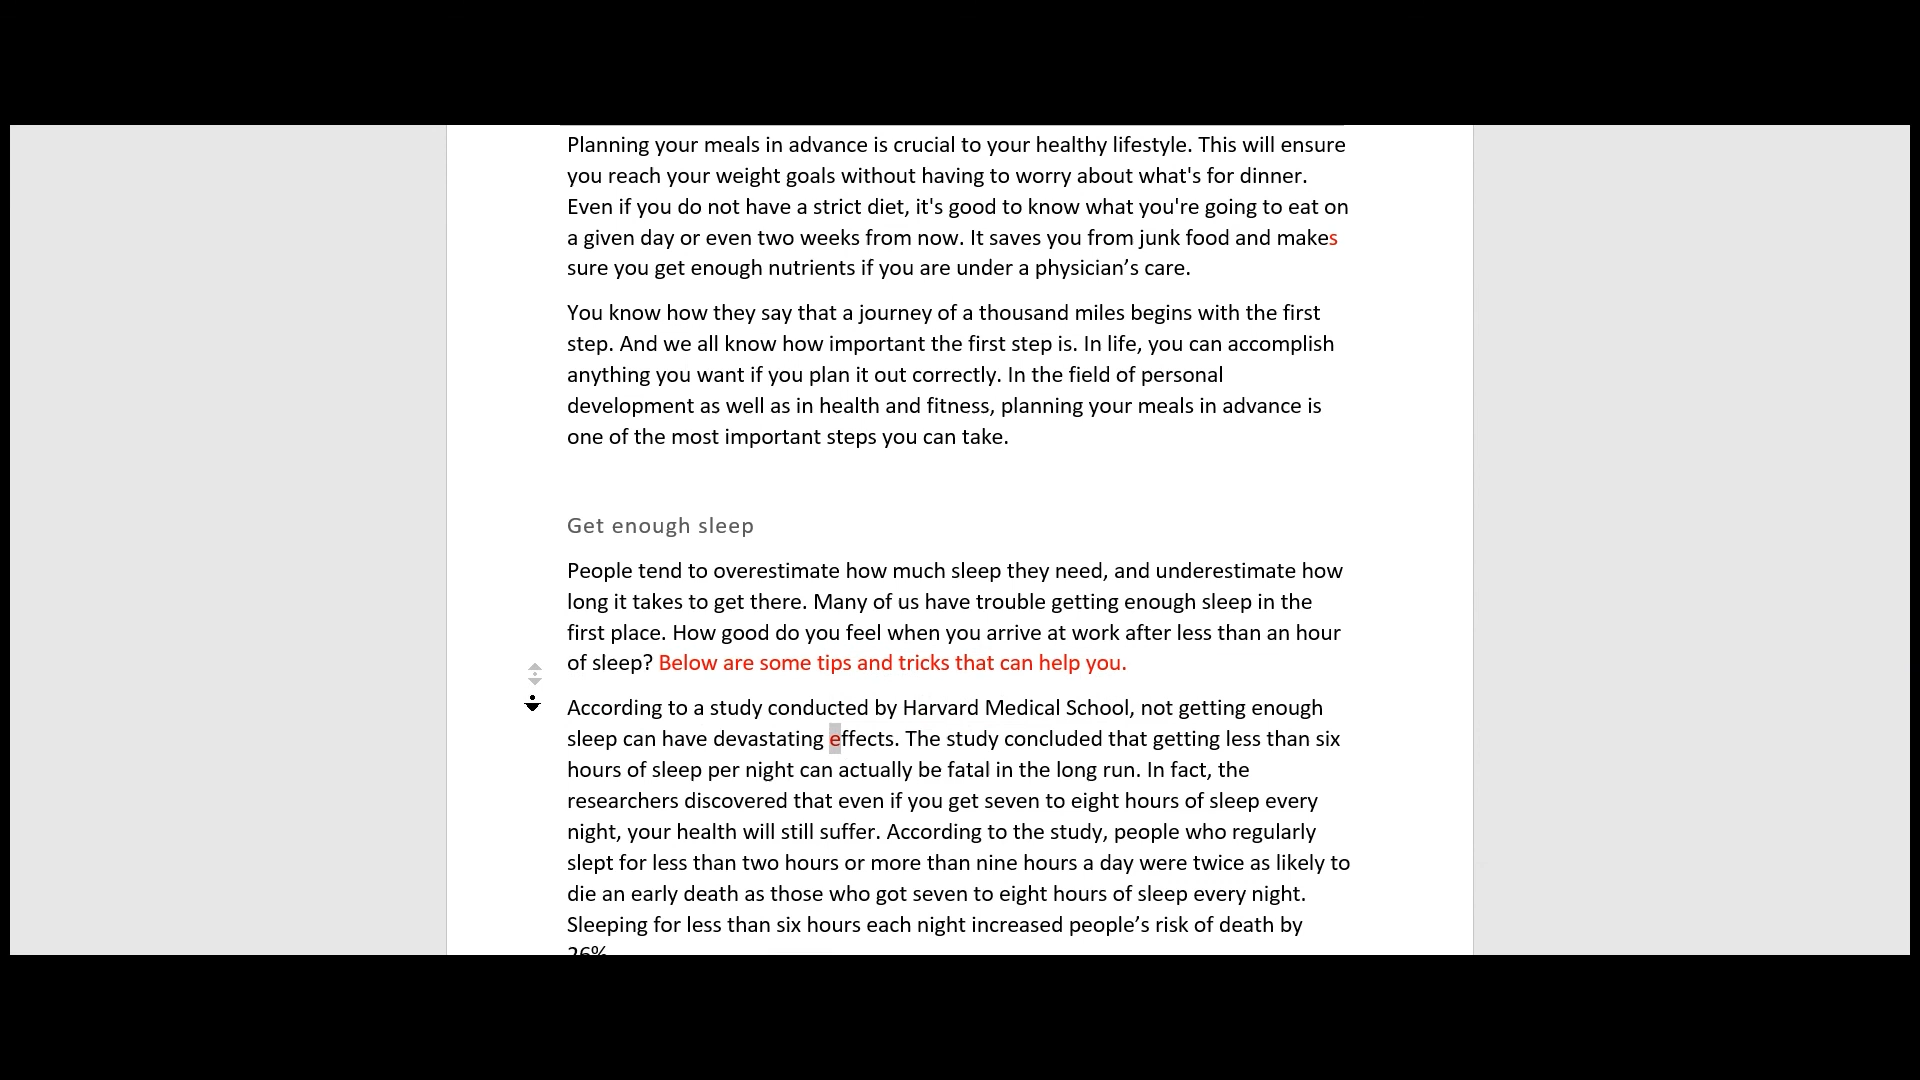 Planning your meals in advance is crucial to your healthy lifestyle. This will ensure
you reach your weight goals without having to worry about what's for dinner.
Even if you do not have a strict diet, it's good to know what you're going to eat on
a given day or even two weeks from now. It saves you from junk food and makes
sure you get enough nutrients if you are under a physician’s care.
You know how they say that a journey of a thousand miles begins with the first
step. And we all know how important the first step is. In life, you can accomplish
anything you want if you plan it out correctly. In the field of personal
development as well as in health and fitness, planning your meals in advance is
one of the most important steps you can take.
Get enough sleep
People tend to overestimate how much sleep they need, and underestimate how
long it takes to get there. Many of us have trouble getting enough sleep in the
first place. How good do you feel when you arrive at work after less than an hour
of sleep? Below are some tips and tricks that can help you.
According to a study conducted by Harvard Medical School, not getting enough
sleep can have devastating effects. The study concluded that getting less than six
hours of sleep per night can actually be fatal in the long run. In fact, the
researchers discovered that even if you get seven to eight hours of sleep every
night, your health will still suffer. According to the study, people who regularly
slept for less than two hours or more than nine hours a day were twice as likely to
die an early death as those who got seven to eight hours of sleep every night.
Sleeping for less than six hours each night increased people’s risk of death by
26%